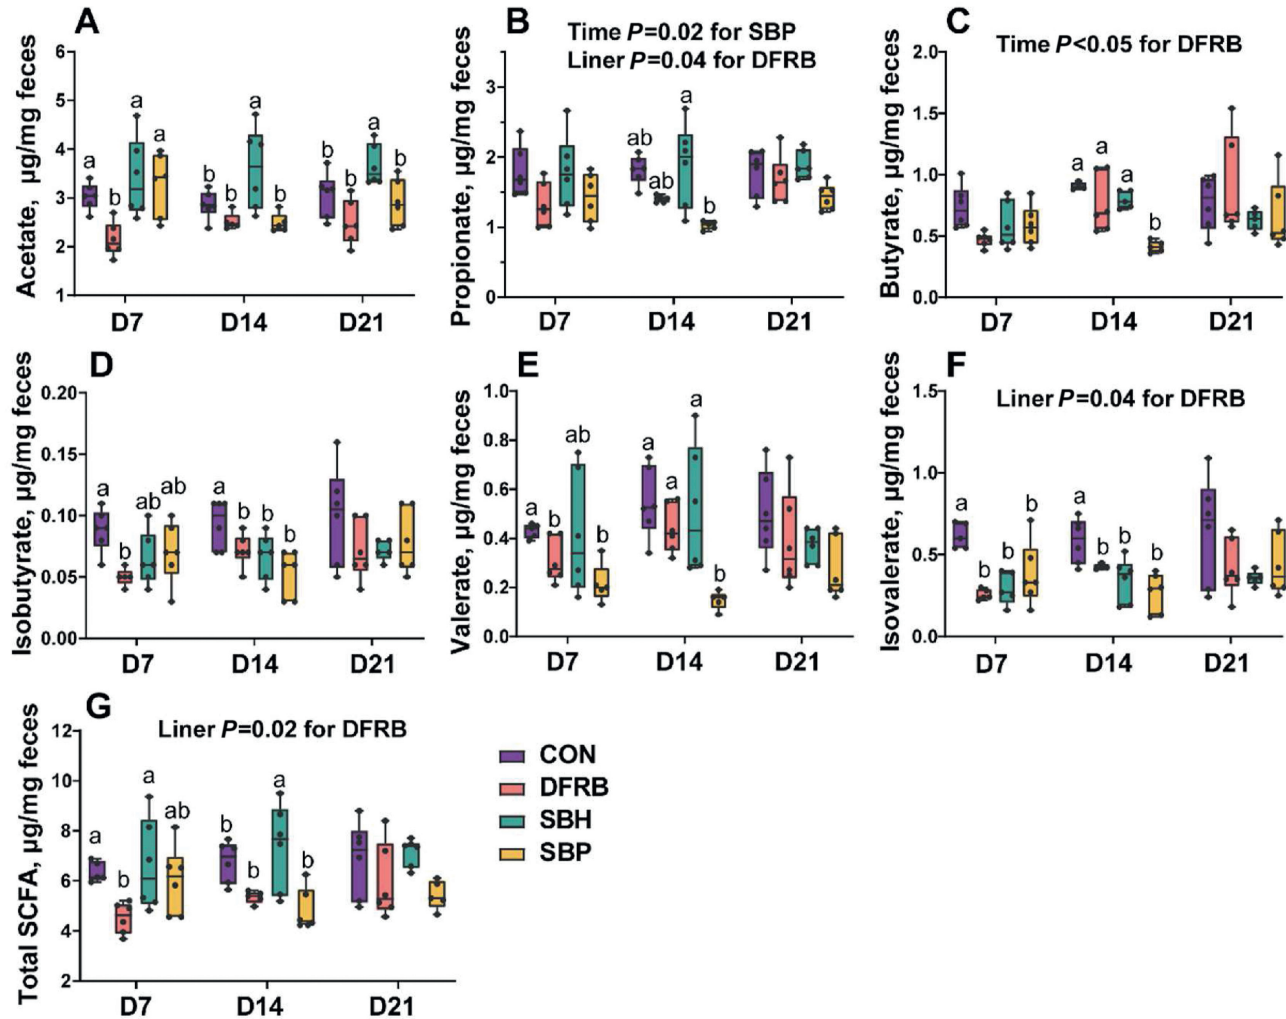 A
Acetate, μg/mg feces
6
5
4
3
2
1
a
b
a
a
b
b
a
b
b
b
a
b
D7
D14
D21
B
Time P=0.02 for SBP
Liner P=0.04 for DFRB
Propionate, μg/mg feces
3
2
1
0
ab
ab
a
b
D7
D14
D21
C
Time P<0.05 for DFRB
Butyrate, μg/mg feces
2.0
1.5
1.0
0.5
0.0
a
a
a
b
D7
D14
D21
D
Isobutyrate, μg/mg feces
0.20
0.15
0.10
0.05
0.00
a
b
ab
ab
a
b
b
b
D7
D14
D21
E
Valerate, μg/mg feces
1.0
0.8
0.6
0.4
0.2
0.0
a
b
ab
b
a
a
a
b
D7
D14
D21
F
Liner P=0.04 for DFRB
Isovalerate, μg/mg feces
1.5
1.0
0.5
0.0
a
b
b
b
a
b
b
b
D7
D14
D21
G
Liner P=0.02 for DFRB
Total SCFA, μg/mg feces
12
10
8
6
4
2
a
b
a
ab
b
b
a
b
D7
D14
D21
CON
DFRB
SBH
SBP